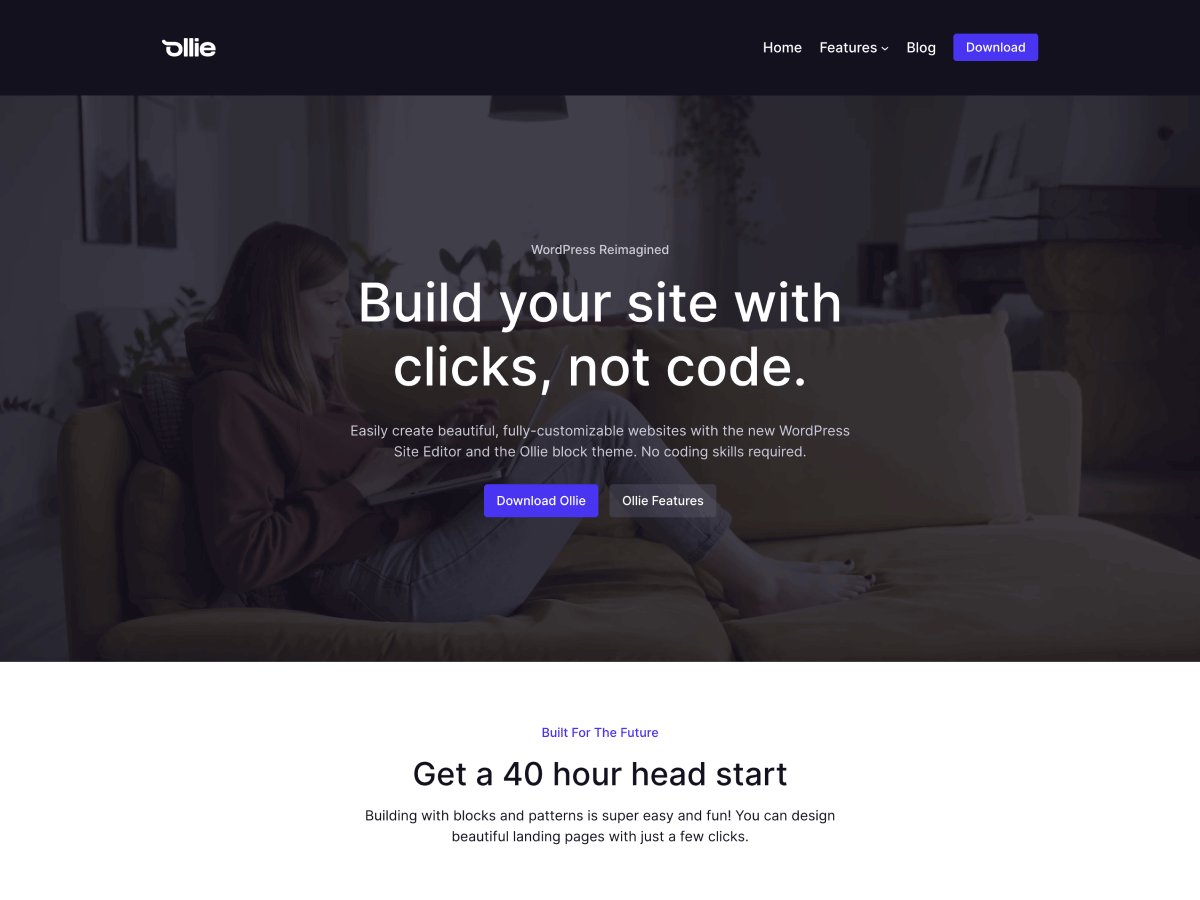 ollie
Home Features Blog Download
WordPress Reimagined
Build your site with
clicks, not code.
Easily create beautiful, fully-customizable websites with the new WordPress
Site Editor and the Ollie block theme. No coding skills required.
Download Ollie Ollie Features
Built For The Future
Get a 40 hour head start
Building with blocks and patterns is super easy and fun! You can design
beautiful landing pages with just a few clicks.